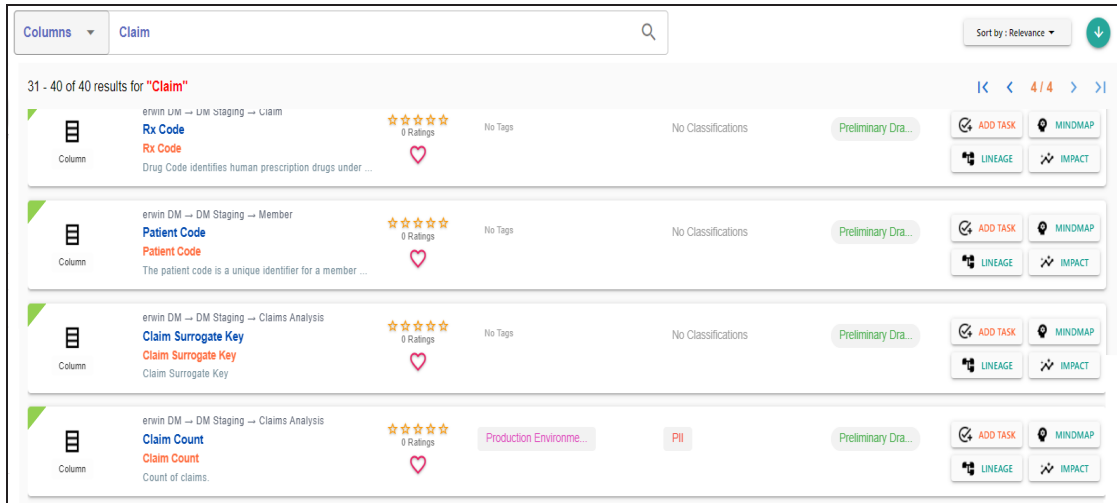 Columns Claim Sort by : Relevance
31 - 40 of 40 results for "Claim" 4 / 4
erwin DM → DM Staging → Claim
Rx Code
Rx Code
Drug Code identifies human prescription drugs under ...
Column
0 Ratings
No Tags
No Classifications
Preliminary Dra...
ADD TASK MINDMAP
LINEAGE IMPACT
erwin DM → DM Staging → Member
Patient Code
Patient Code
The patient code is a unique identifier for a member ...
Column
0 Ratings
No Tags
No Classifications
Preliminary Dra...
ADD TASK MINDMAP
LINEAGE IMPACT
erwin DM → DM Staging → Claims Analysis
Claim Surrogate Key
Claim Surrogate Key
Claim Surrogate Key
Column
0 Ratings
No Tags
No Classifications
Preliminary Dra...
ADD TASK MINDMAP
LINEAGE IMPACT
erwin DM → DM Staging → Claims Analysis
Claim Count
Claim Count
Count of claims.
Column
0 Ratings
Production Environme...
PII
Preliminary Dra...
ADD TASK MINDMAP
LINEAGE IMPACT